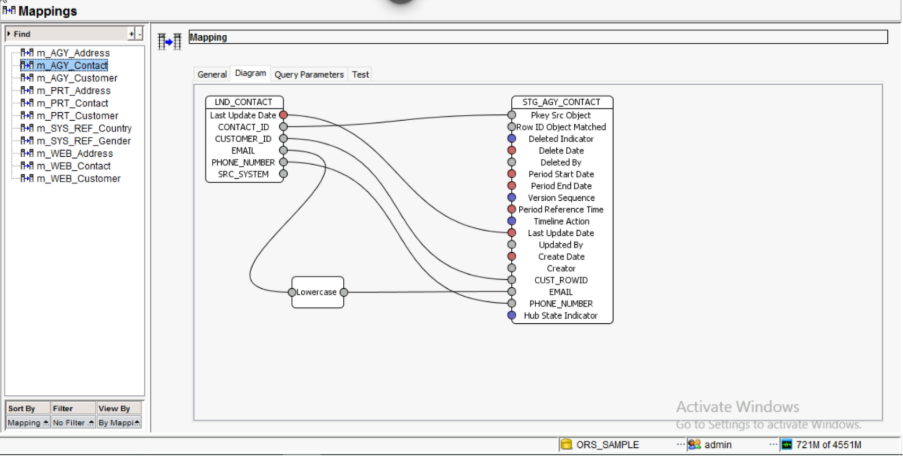 Mappings
Find
+ -
m_AGY_Address
m_AGY_Contact
m_AGY_Customer
m_PRT_Address
m_PRT_Contact
m_PRT_Customer
m_SYS_REF_Country
m_SYS_REF_Gender
m_WEB_Address
m_WEB_Contact
m_WEB_Customer
Sort By Filter View By
Mapping No Filter By Mappi
Mapping
General Diagram Query Parameters Test
LND_CONTACT
Last Update Date
CONTACT_ID
CUSTOMER_ID
EMAIL
PHONE_NUMBER
SRC_SYSTEM
Lowercase
STG_AGY_CONTACT
Pkey Src Object
Row ID Object Matched
Deleted Indicator
Delete Date
Deleted By
Period Start Date
Period End Date
Version Sequence
Period Reference Time
Timeline Action
Last Update Date
Updated By
Create Date
Creator
CUST_ROWID
EMAIL
PHONE_NUMBER
Hub State Indicator
Activate Windows
Go to Settings to activate Windows.
ORS_SAMPLE ··· admin ··· 721M of 4551M